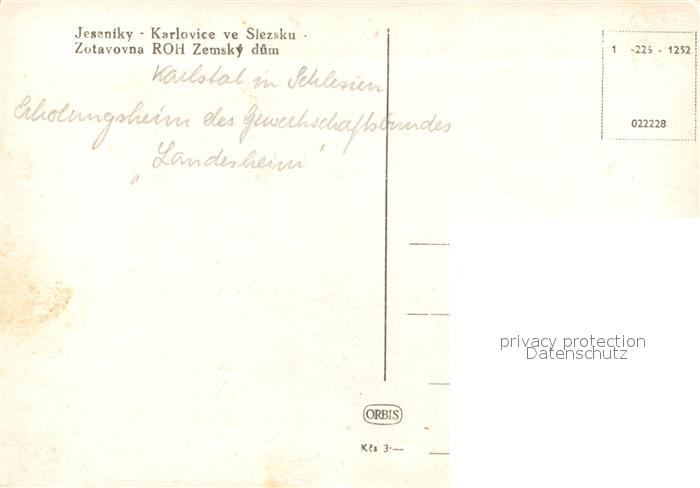 Jeseníky - Karlovice ve Slezsku -
Zotavovna ROH Zemský dům
Karlstal in Schlesien
Erholungsheim des Gewerkschaftsbundes
„Landesheim"
1 -226 - 1252
022228
privacy protection
Datenschutz
ORBIS
Kčs 3·—